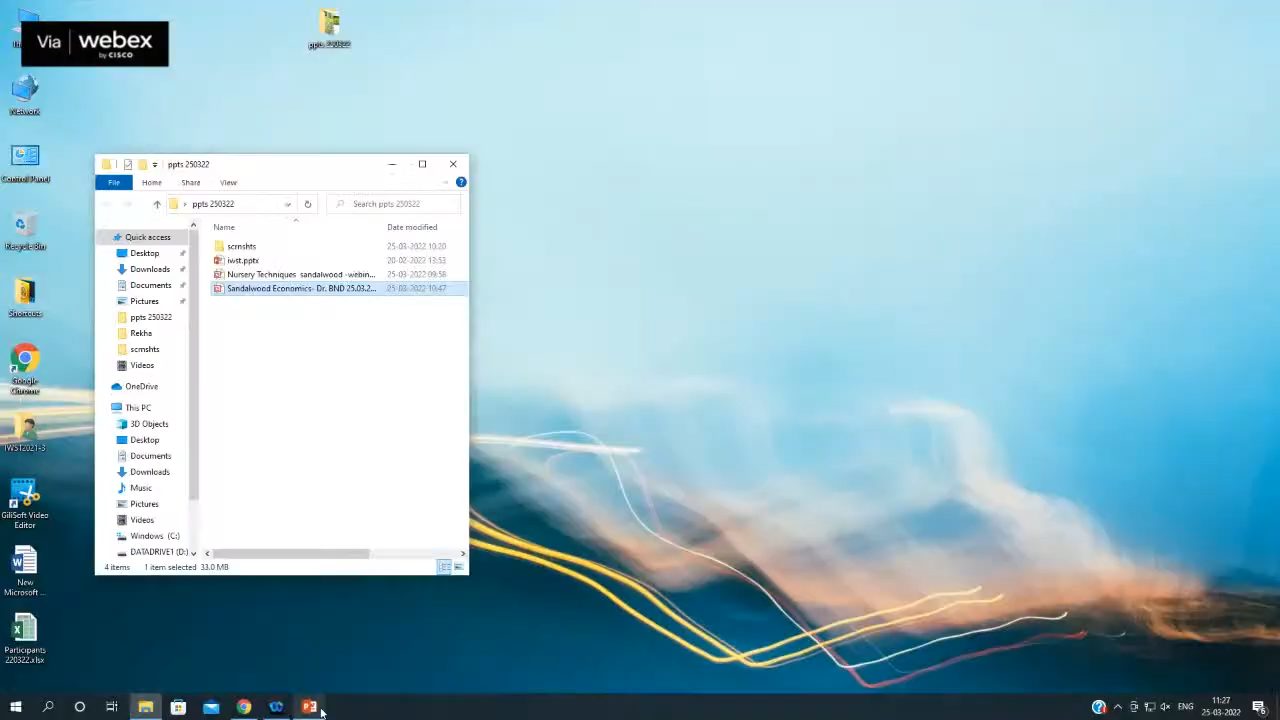 Via webex
by CISCO
ppts 250322
Network
Control Panel
Recycle Bin
Shortcuts
Google
Chrome
IWST2021-3
GiliSoft Video
Editor
New
Microsoft ...
Participants
220322.xlsx
ppts 250322
File Home Share View
ppts 250322 Search ppts 250322
Name Date modified
Quick access
Desktop
Downloads
Documents
Pictures
ppts 250322
Rekha
scrnshts
Videos
OneDrive
This PC
3D Objects
Desktop
Documents
Downloads
Music
Pictures
Videos
Windows (C:)
DATADRIVE1 (D:)
scrnshts 25-03-2022 10:20
iwst.pptx 20-02-2022 13:53
Nursery Techniques sandalwood -webin... 25-03-2022 09:58
Sandalwood Economics- Dr. BND 25.03.2... 25-03-2022 10:47
4 items 1 item selected 33.0 MB
11:27
25-03-2022